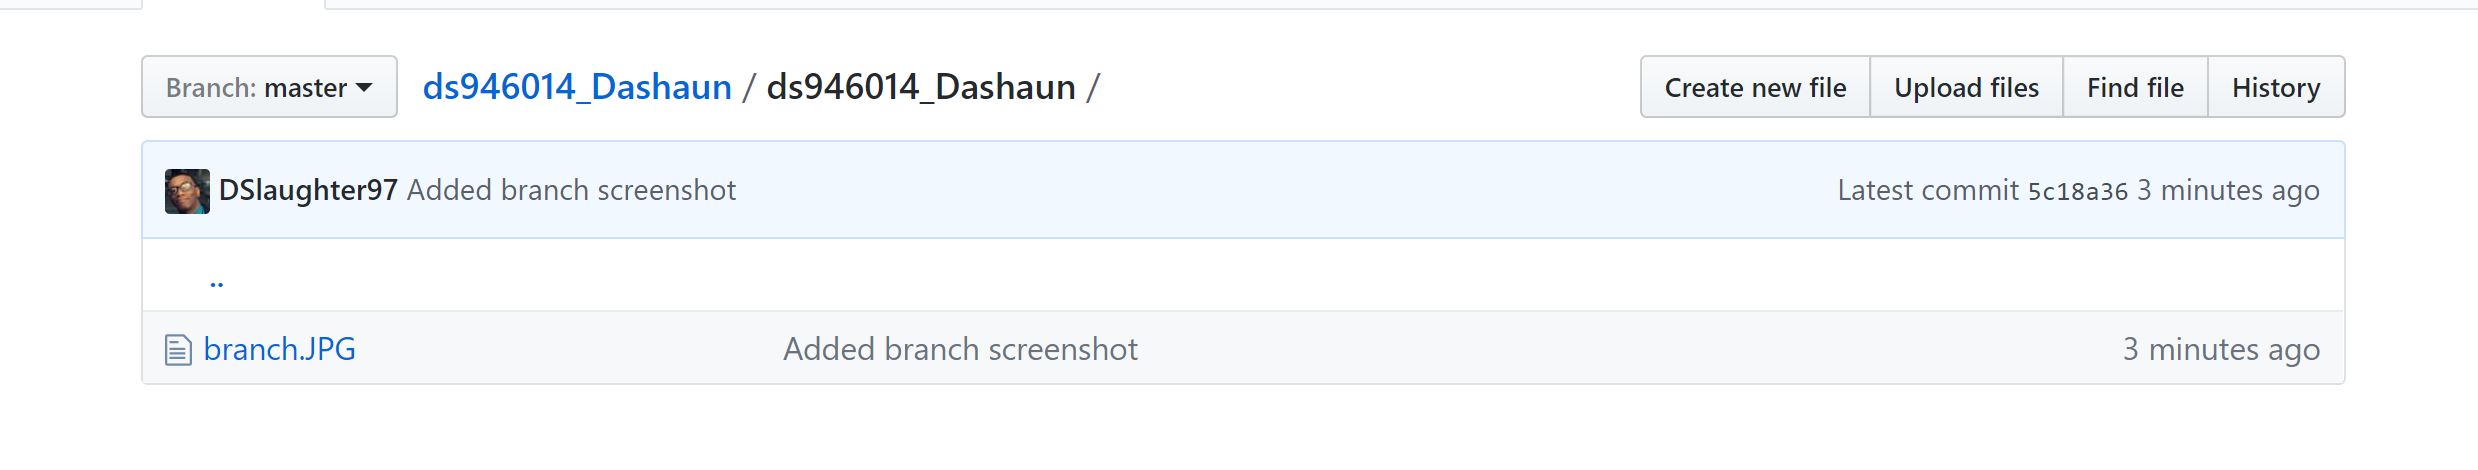 Branch: master ds946014_Dashaun / ds946014_Dashaun / Create new file Upload files Find file History
DSlaughter97 Added branch screenshot Latest commit 5c18a36 3 minutes ago
..
branch.JPG Added branch screenshot 3 minutes ago